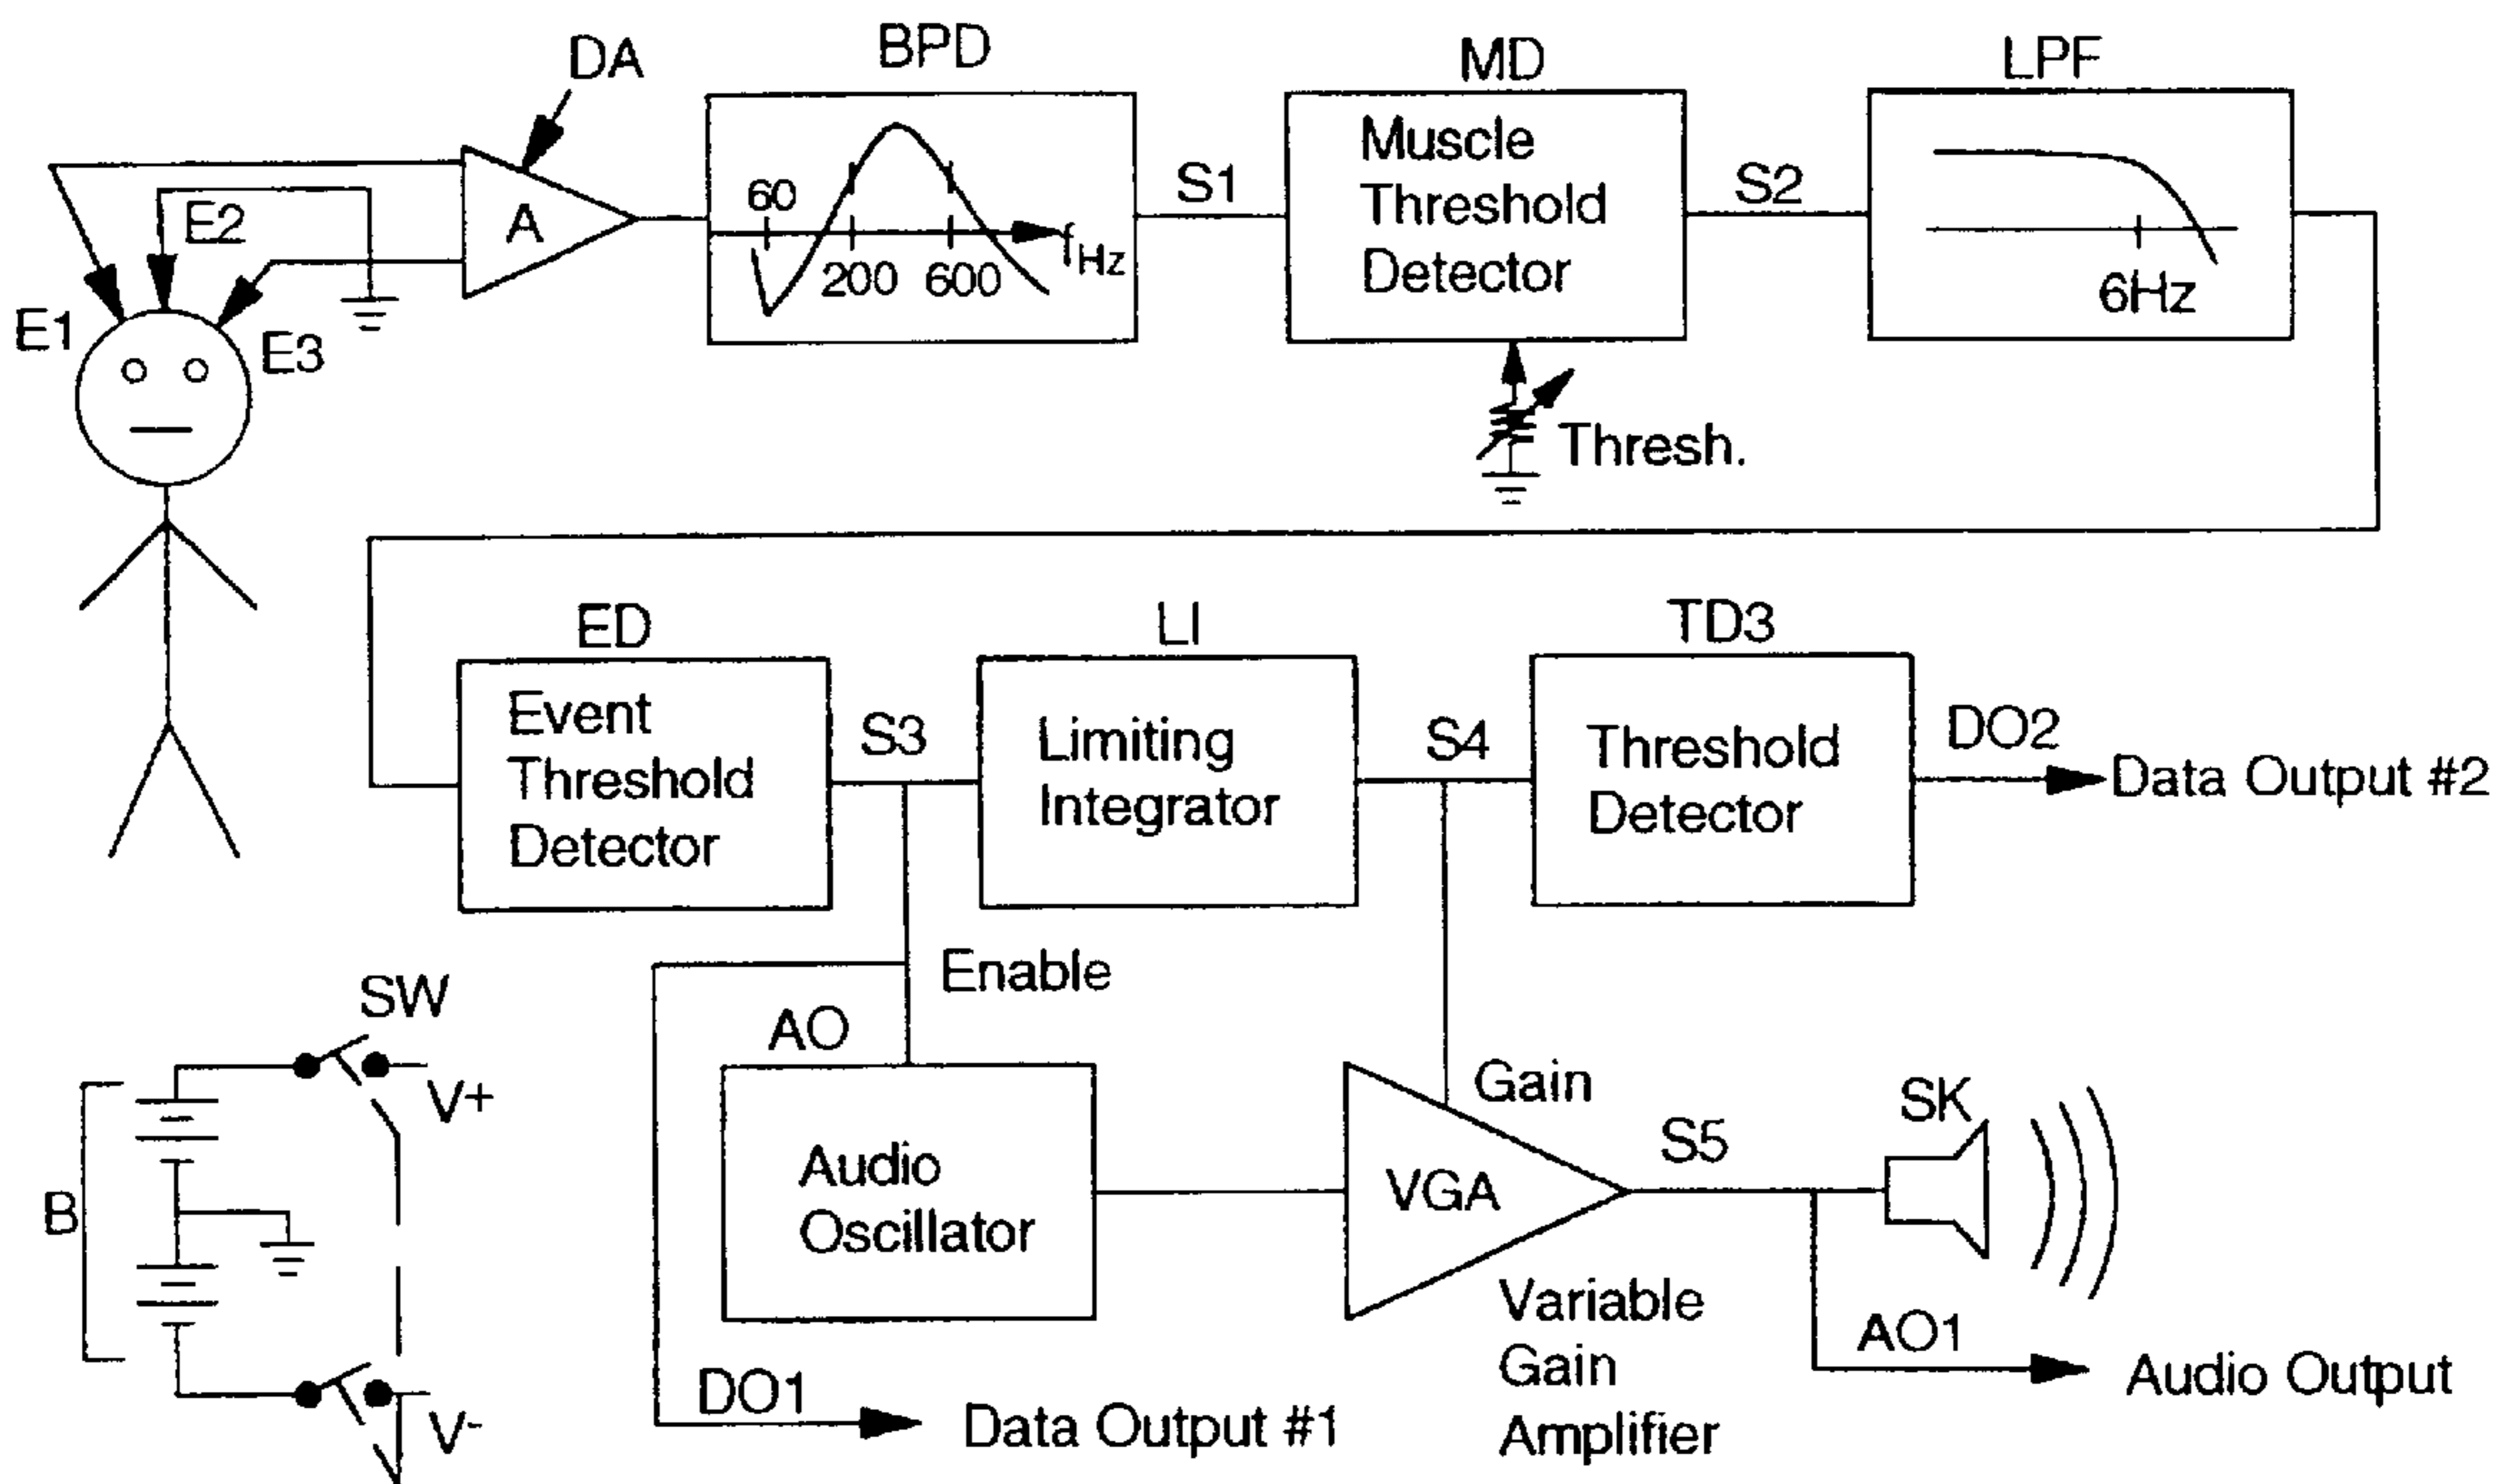 DA
BPD
MD
LPF
A
60
200
600
fHz
S1
Muscle
Threshold
Detector
S2
6Hz
E1
E2
E3
Thresh.
ED
Event
Threshold
Detector
S3
LI
Limiting
Integrator
S4
TD3
Threshold
Detector
DO2
Data Output #2
Enable
AO
Audio
Oscillator
Gain
VGA
Variable
Gain
Amplifier
S5
SK
AO1
Audio Output
DO1
Data Output #1
SW
V+
B
V-